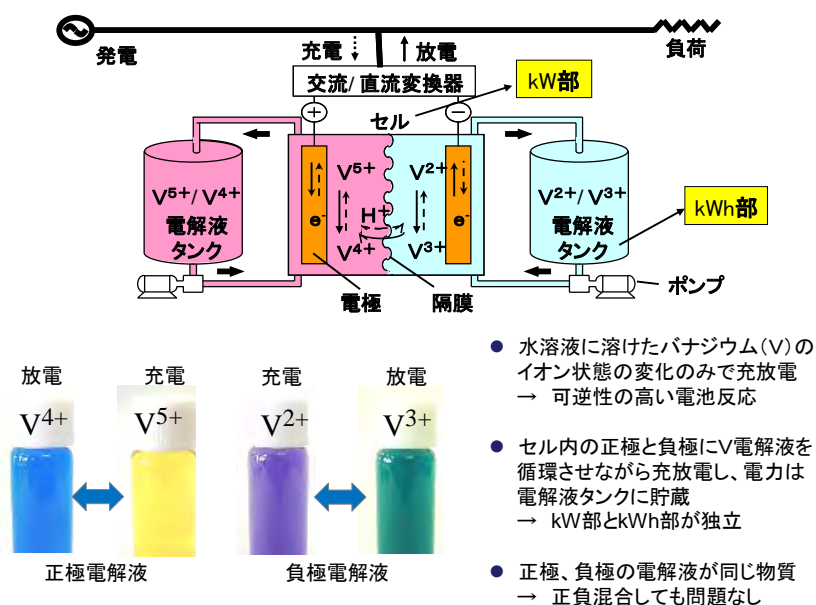 発電
負荷
充電
放電
交流/直流変換器
kW部
＋
－
セル
V5+/V4+
電解液
タンク
V5+
V4+
e-
H+
V2+
V3+
e-
V2+/V3+
電解液
タンク
kWh部
電極
隔膜
ポンプ
放電
充電
充電
放電
V4+
V5+
V2+
V3+
正極電解液
負極電解液
● 水溶液に溶けたバナジウム(V)の
イオン状態の変化のみで充放電
→ 可逆性の高い電池反応
● セル内の正極と負極にV電解液を
循環させながら充放電し、電力は
電解液タンクに貯蔵
→ kW部とkWh部が独立
● 正極、負極の電解液が同じ物質
→ 正負混合しても問題なし